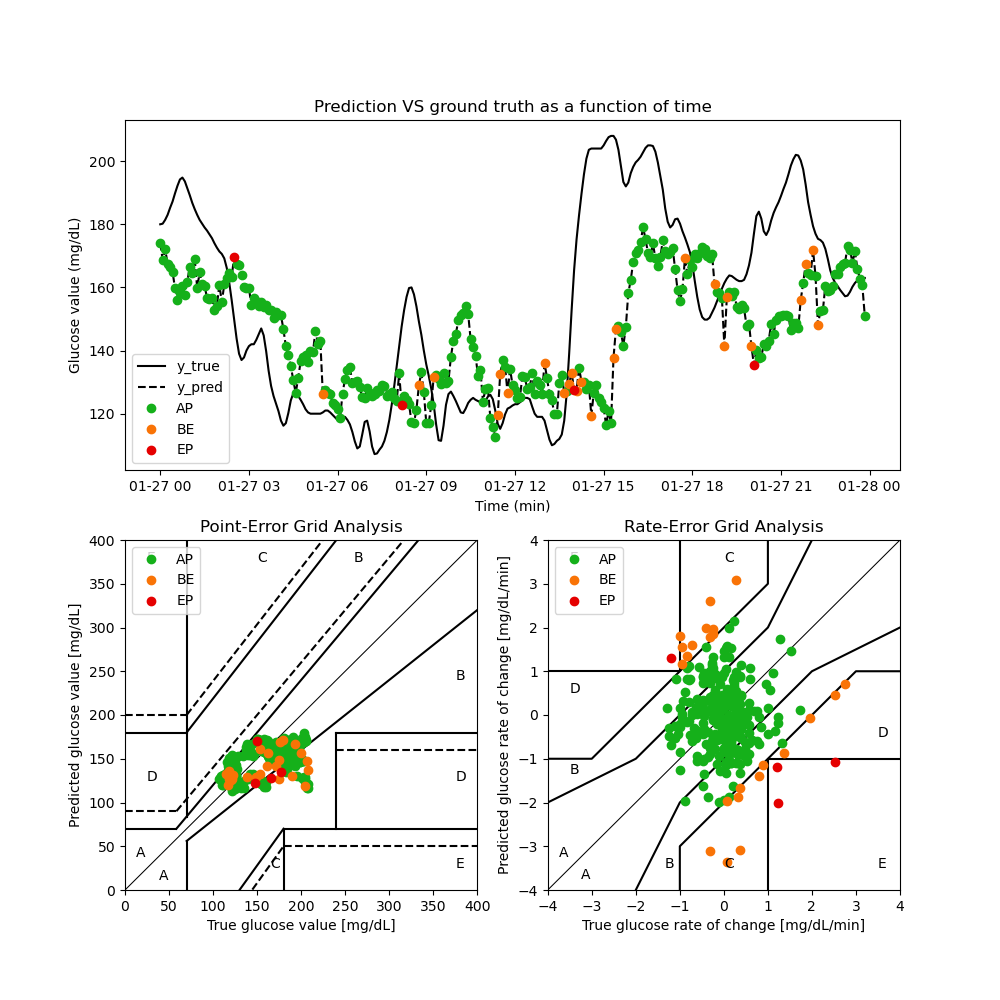 Prediction VS ground truth as a function of time
Glucose value (mg/dL)
200
180
160
140
120
y_true
y_pred
AP
BE
EP
01-27 00 01-27 03 01-27 06 01-27 09 01-27 12 01-27 15 01-27 18 01-27 21 01-28 00
Time (min)
Point-Error Grid Analysis
Predicted glucose value [mg/dL]
400
350
300
250
200
150
100
50
0
AP
BE
EP
C
B
B
D
D
A
A
C
E
0 50 100 150 200 250 300 350 400
True glucose value [mg/dL]
Rate-Error Grid Analysis
Predicted glucose rate of change [mg/dL/min]
4
3
2
1
0
−1
−2
−3
−4
AP
BE
EP
C
D
D
B
A
A
B
C
E
−4 −3 −2 −1 0 1 2 3 4
True glucose rate of change [mg/dL/min]